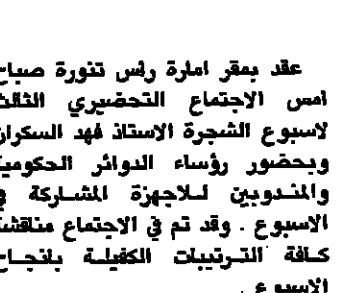 عقد بمقر امارة راس تنورة صباح
امس الاجتماع التحضيري الثالث
لاسبوع الشجرة الاستاذ فهد السكران
وبحضور رؤساء الدوائر الحكومية
والمندوبين للاجهزة المشاركة في
الاسبوع . وقد تم في الاجتماع مناقشة
كافة الترتيبات الكفيلة بانجاح
الاسبوع .